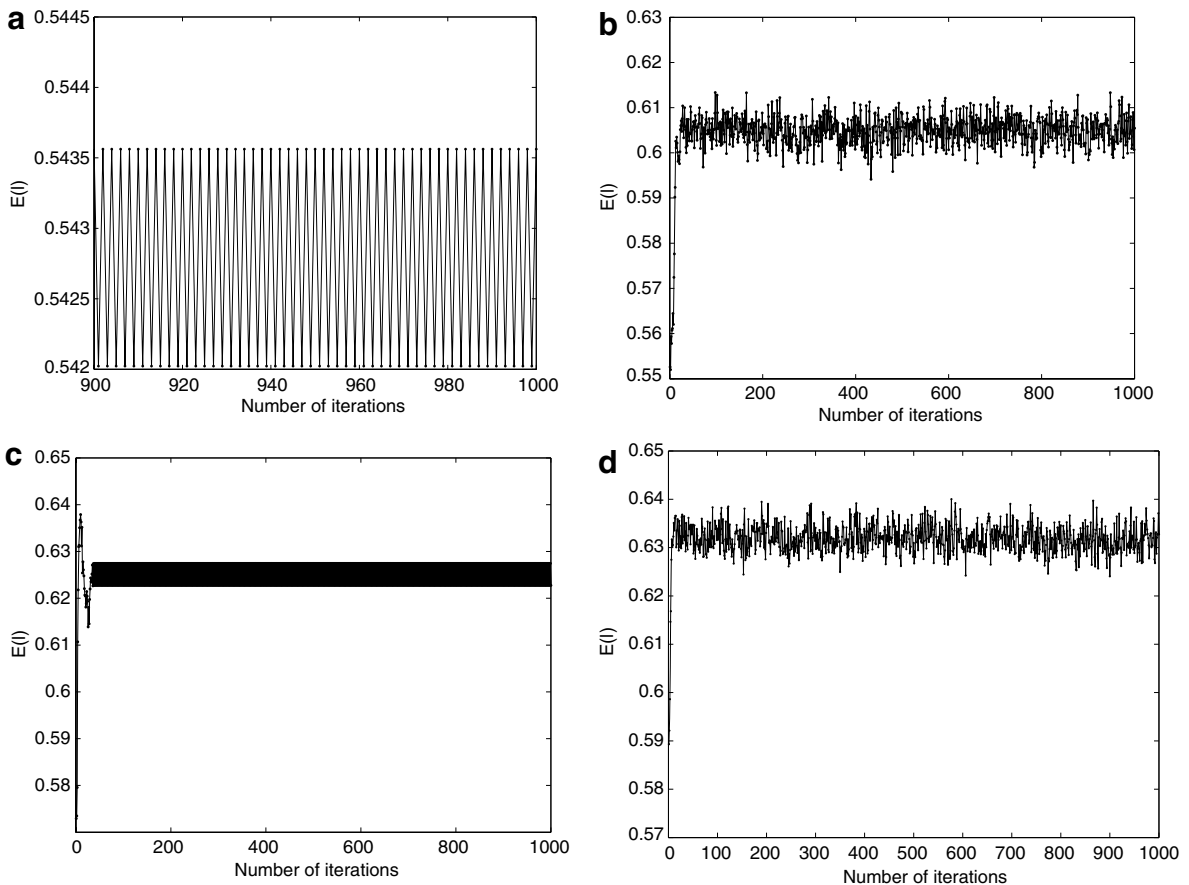 a
0.5445
0.544
0.5435
0.543
0.5425
0.542
E(I)
900 920 940 960 980 1000
Number of iterations
b
0.63
0.62
0.61
0.6
0.59
0.58
0.57
0.56
0.55
E(I)
0 200 400 600 800 1000
Number of iterations
c
0.65
0.64
0.63
0.62
0.61
0.6
0.59
0.58
E(I)
0 200 400 600 800 1000
Number of iterations
d
0.65
0.64
0.63
0.62
0.61
0.6
0.59
0.58
0.57
E(I)
0 100 200 300 400 500 600 700 800 900 1000
Number of iterations